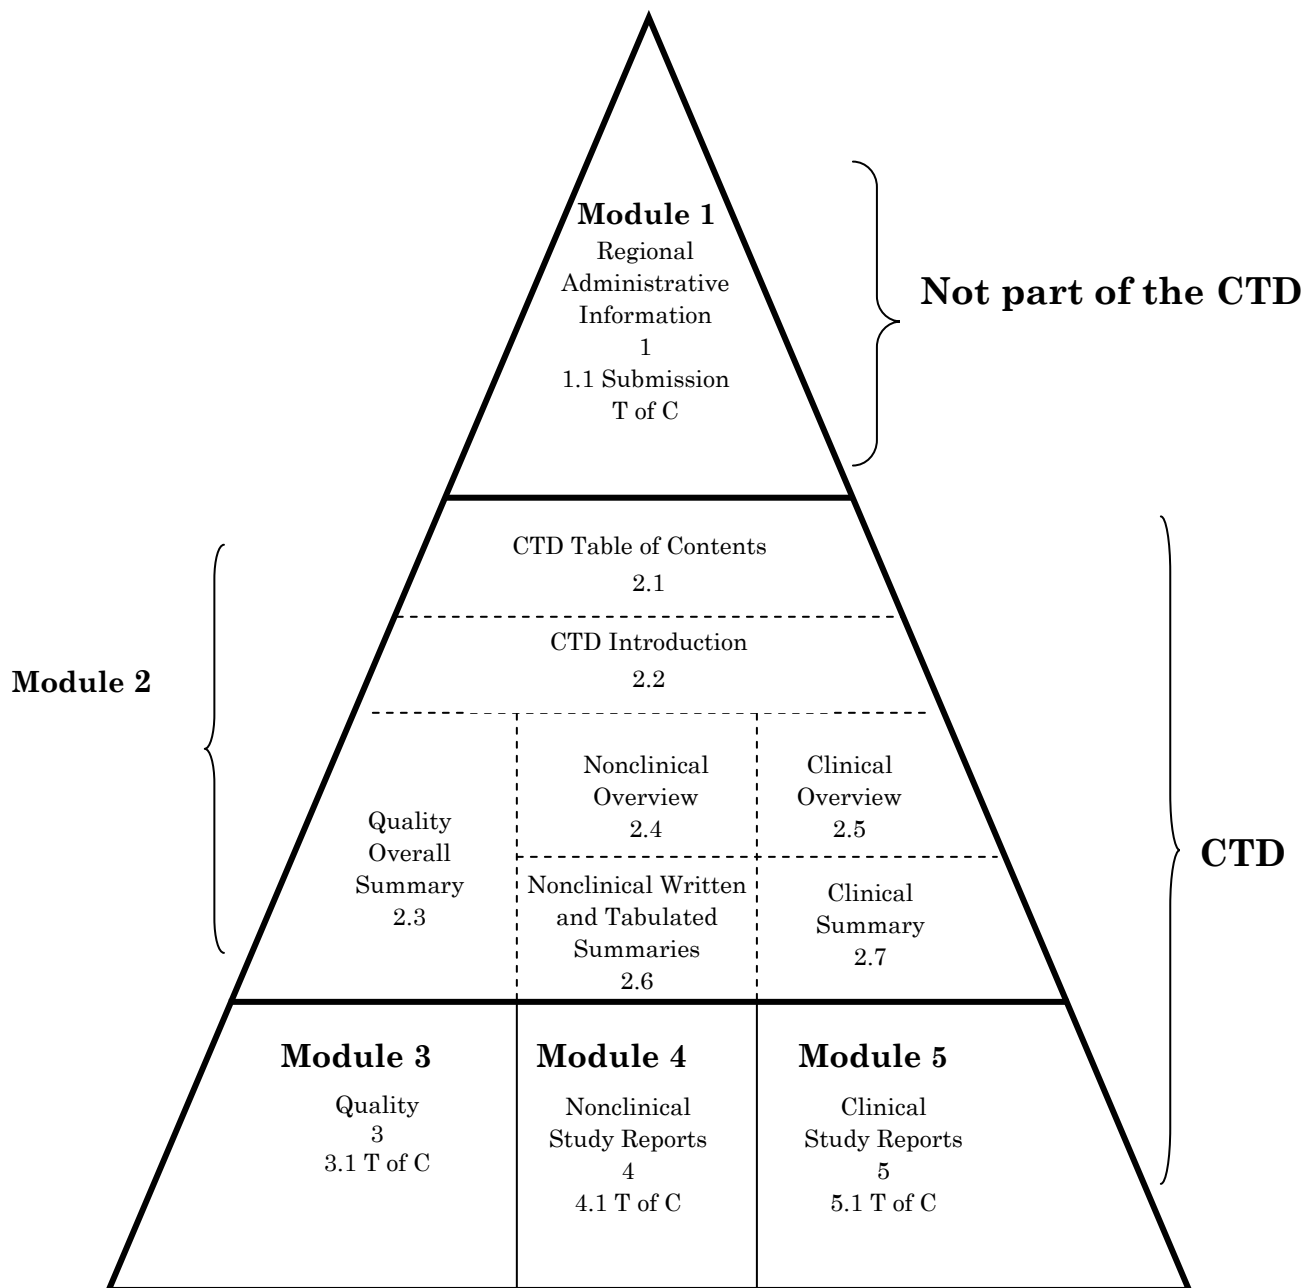 Module 1
Regional
Administrative
Information
1
1.1 Submission
T of C
Not part of the CTD
Module 2
CTD Table of Contents
2.1
CTD Introduction
2.2
Quality
Overall
Summary
2.3
Nonclinical
Overview
2.4
Clinical
Overview
2.5
Nonclinical Written
and Tabulated
Summaries
2.6
Clinical
Summary
2.7
CTD
Module 3
Quality
3
3.1 T of C
Module 4
Nonclinical
Study Reports
4
4.1 T of C
Module 5
Clinical
Study Reports
5
5.1 T of C